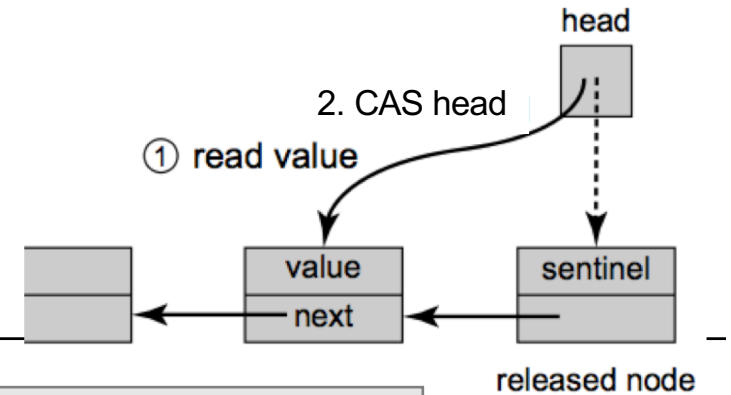 head
2. CAS head
① read value
value
sentinel
next
released node